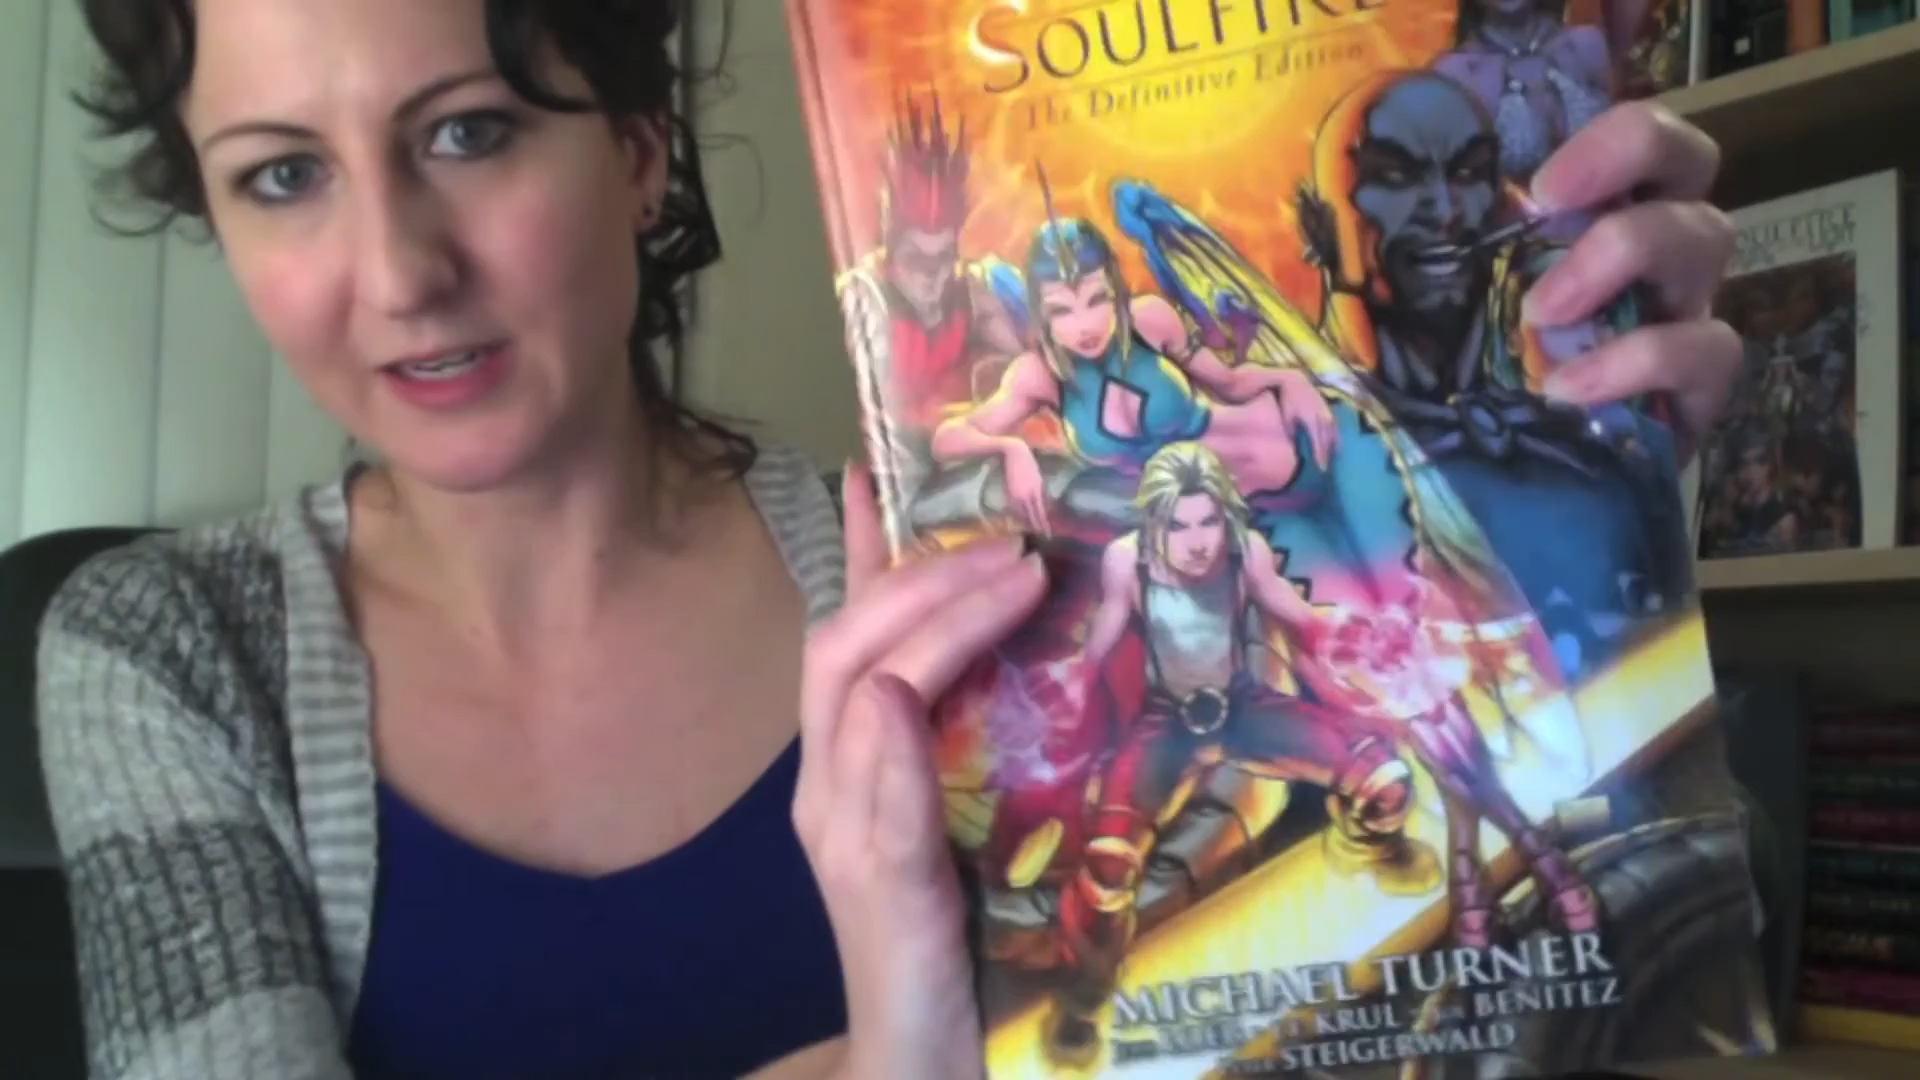 SOULFIRE
The Definitive Edition
SOULFIRE
MICHAEL TURNER
KRUL BENITEZ
STEIGERWALD